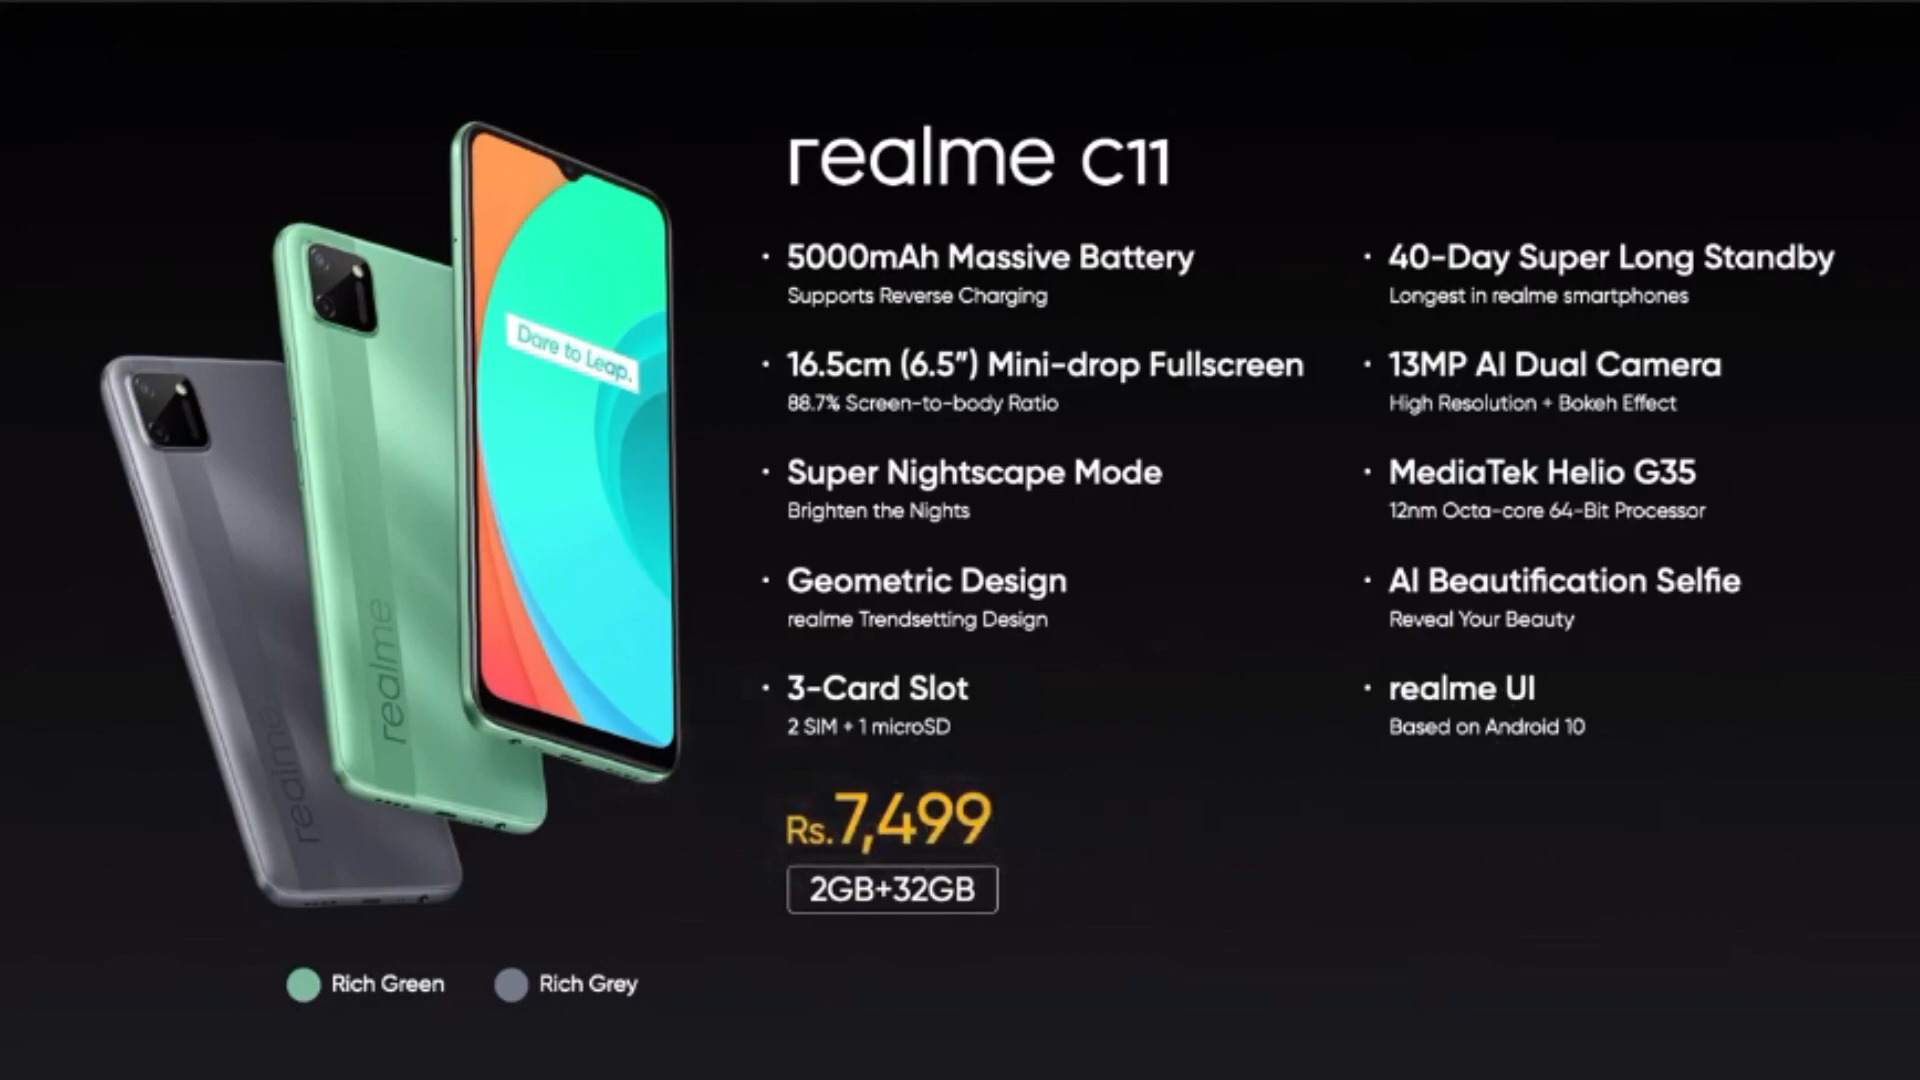 realme C11
· 5000mAh Massive Battery
Supports Reverse Charging
· 16.5cm (6.5") Mini-drop Fullscreen
88.7% Screen-to-body Ratio
· Super Nightscape Mode
Brighten the Nights
· Geometric Design
realme Trendsetting Design
· 3-Card Slot
2 SIM + 1 microSD
· 40-Day Super Long Standby
Longest in realme smartphones
· 13MP AI Dual Camera
High Resolution + Bokeh Effect
· MediaTek Helio G35
12nm Octa-core 64-Bit Processor
· AI Beautification Selfie
Reveal Your Beauty
· realme UI
Based on Android 10
Rs.7,499
2GB+32GB
Dare to Leap.
realme
realme
Rich Green
Rich Grey